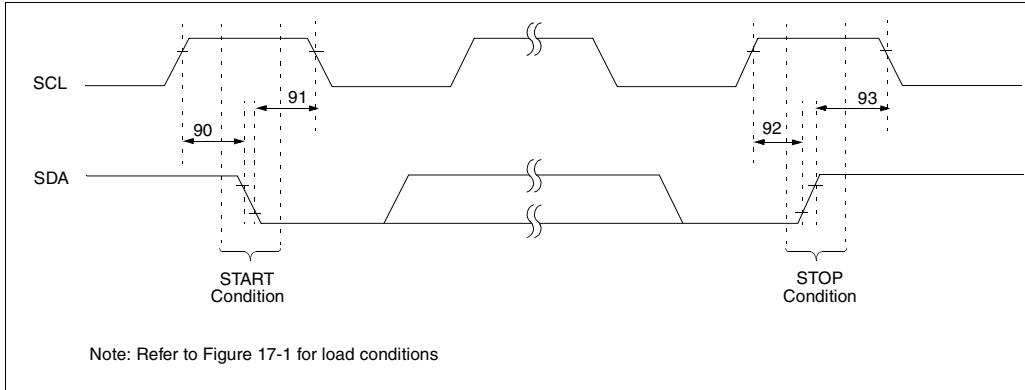 SCL
91
93
90
92
SDA
START
Condition
STOP
Condition
Note: Refer to Figure 17-1 for load conditions